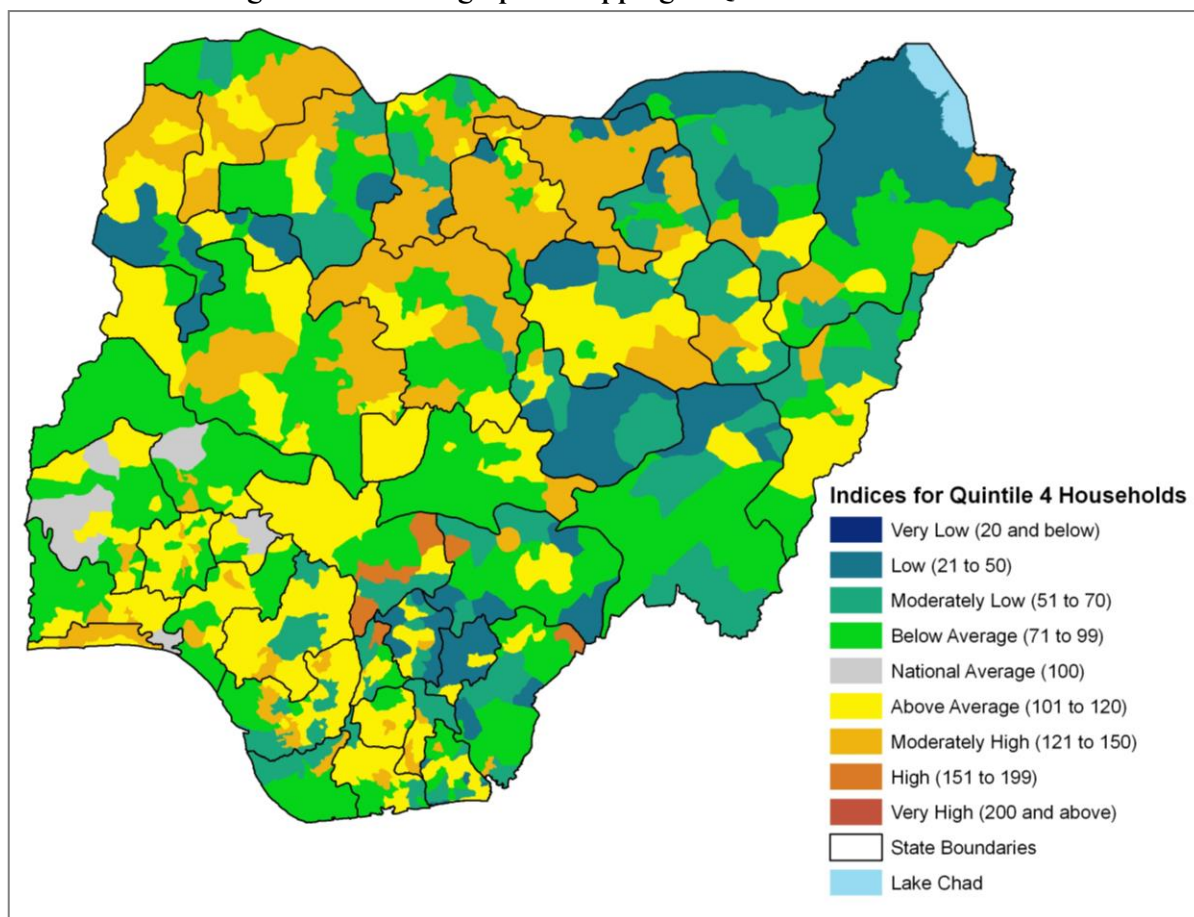 Indices for Quintile 4 Households
Very Low (20 and below)
Low (21 to 50)
Moderately Low (51 to 70)
Below Average (71 to 99)
National Average (100)
Above Average (101 to 120)
Moderately High (121 to 150)
High (151 to 199)
Very High (200 and above)
State Boundaries
Lake Chad